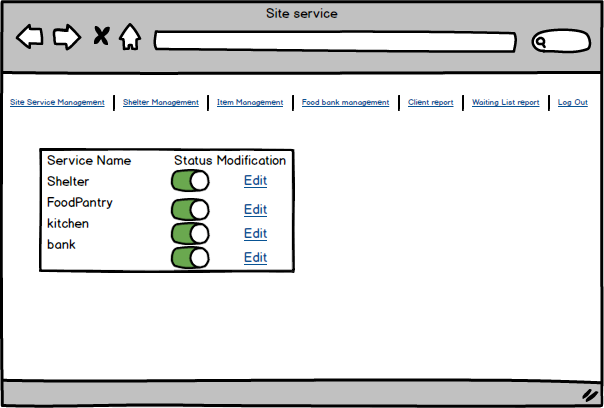 Site service
Site Service Management Shelter Management Item Management Food bank management Client report Waiting List report Log Out
Service Name Status Modification
Shelter Edit
FoodPantry Edit
kitchen Edit
bank Edit